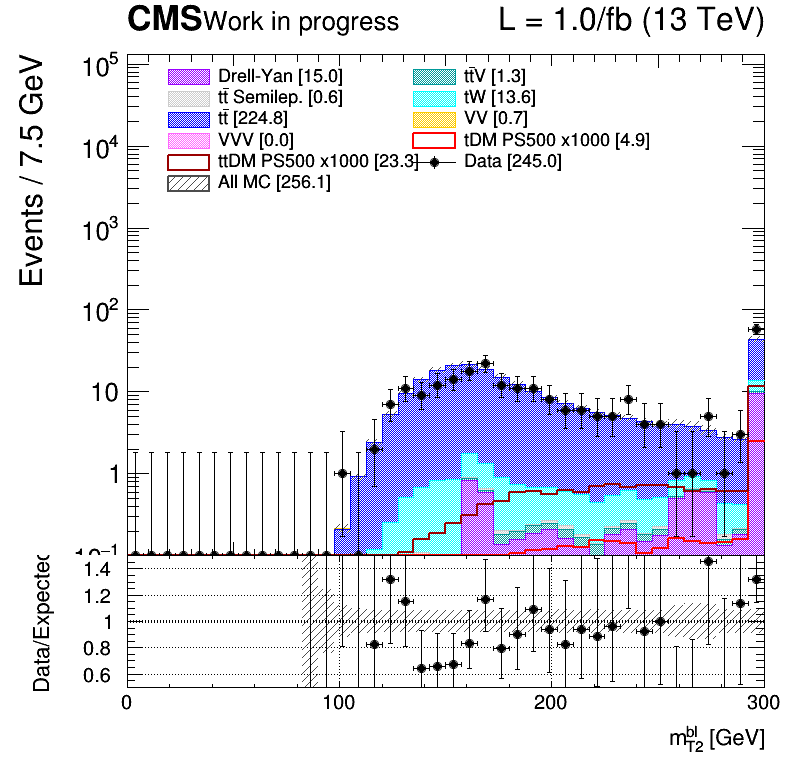 CMS Work in progress L = 1.0/fb (13 TeV)
Events / 7.5 GeV
10⁵
10⁴
10³
10²
10
1
10⁻¹
Drell-Yan [15.0]
tt̄V [1.3]
tt̄ Semilep. [0.6]
tW [13.6]
tt̄ [224.8]
VV [0.7]
VVV [0.0]
tDM PS500 x1000 [4.9]
ttDM PS500 x1000 [23.3]
Data [245.0]
All MC [256.1]
Data/Expected
1.4
1.2
1
0.8
0.6
0 100 200 300
m_{T2}^{bl} [GeV]